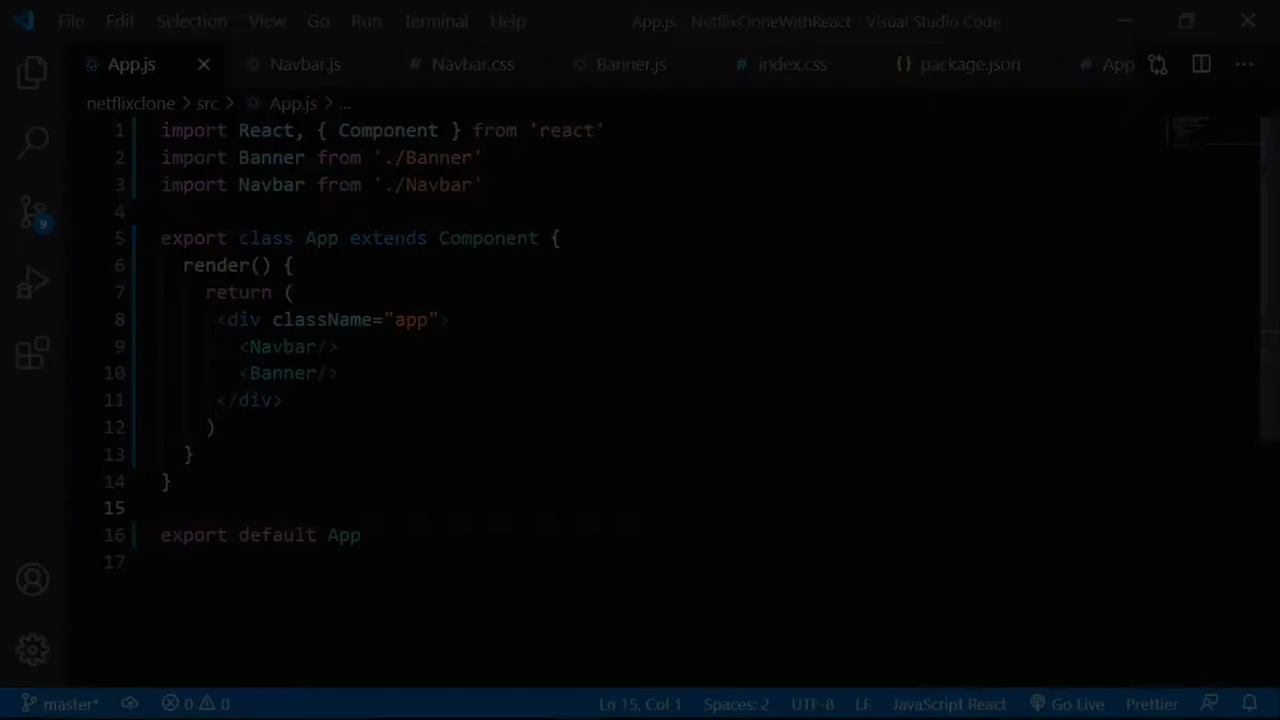 File Edit Selection View Go Run Terminal Help App.js - NetflixCloneWithReact - Visual Studio Code
App.js Navbar.js # Navbar.css Banner.js # index.css {} package.json # App
netflixclone > src > App.js > ...
1 import React, { Component } from 'react'
2 import Banner from './Banner'
3 import Navbar from './Navbar'
4
5 export class App extends Component {
6 render() {
7 return (
8 <div className="app">
9 <Navbar/>
10 <Banner/>
11 </div>
12 )
13 }
14 }
15
16 export default App
17
9
master* 0 0 Ln 15, Col 1 Spaces: 2 UTF-8 LF JavaScript React Go Live Prettier